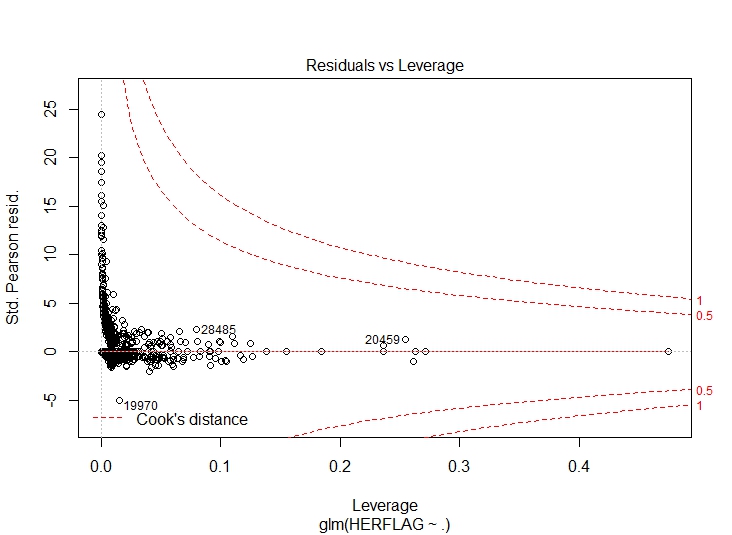 Residuals vs Leverage
Std. Pearson resid.
25
20
15
10
5
0
-5
28485
20459
19970
1
0.5
0.5
1
Cook's distance
0.0 0.1 0.2 0.3 0.4
Leverage
glm(HERFLAG ~ .)